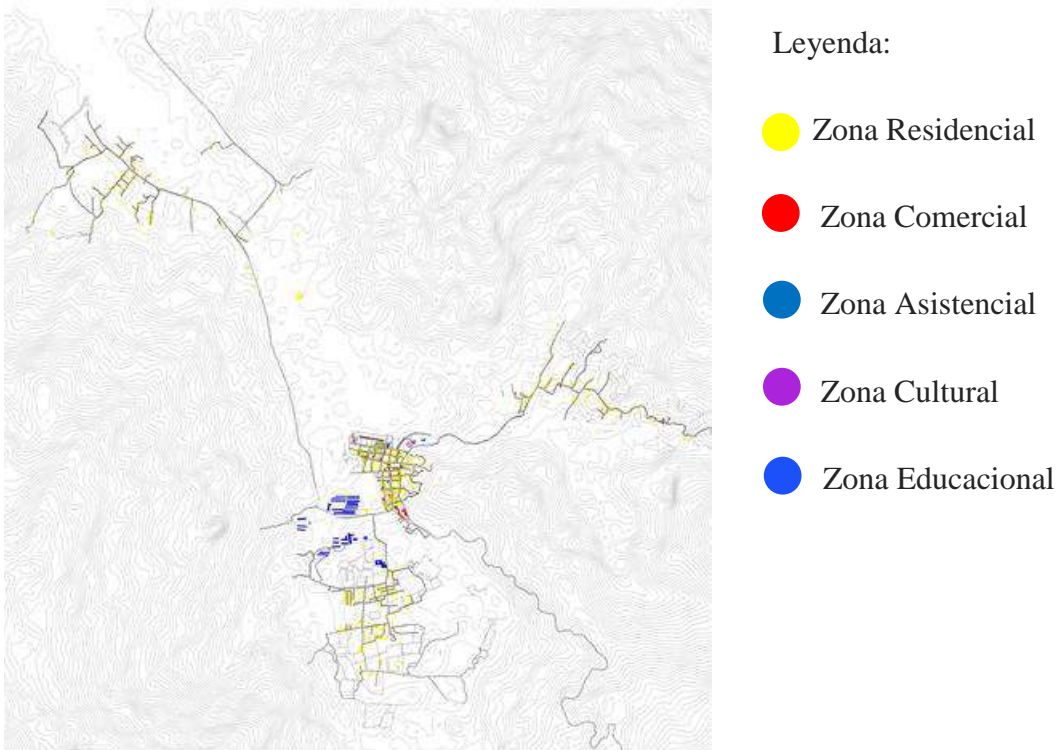 Leyenda:
Zona Residencial
Zona Comercial
Zona Asistencial
Zona Cultural
Zona Educacional